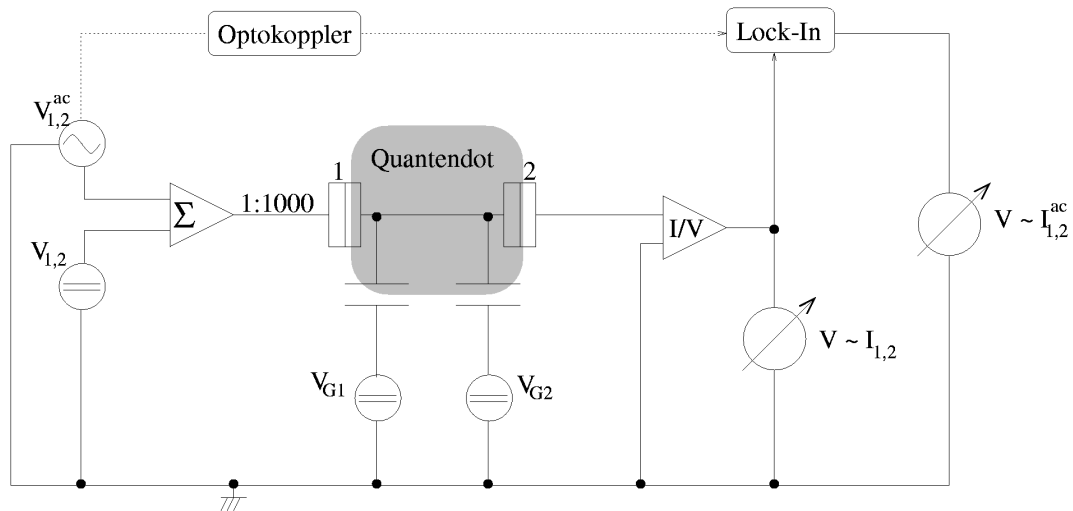 Optokoppler
Lock-In
V1,2ac
Quantendot
1
2
Σ
1:1000
I/V
V ~ I1,2ac
V1,2
V ~ I1,2
VG1
VG2